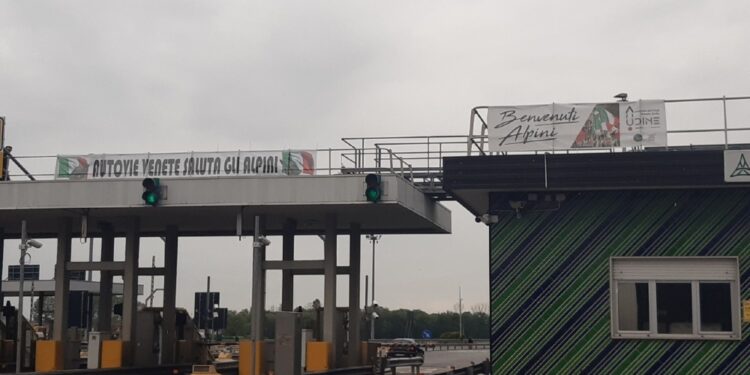 AUTOVIE VENETE SALUTA GLI ALPINI
Benvenuti
Alpini
UDINE